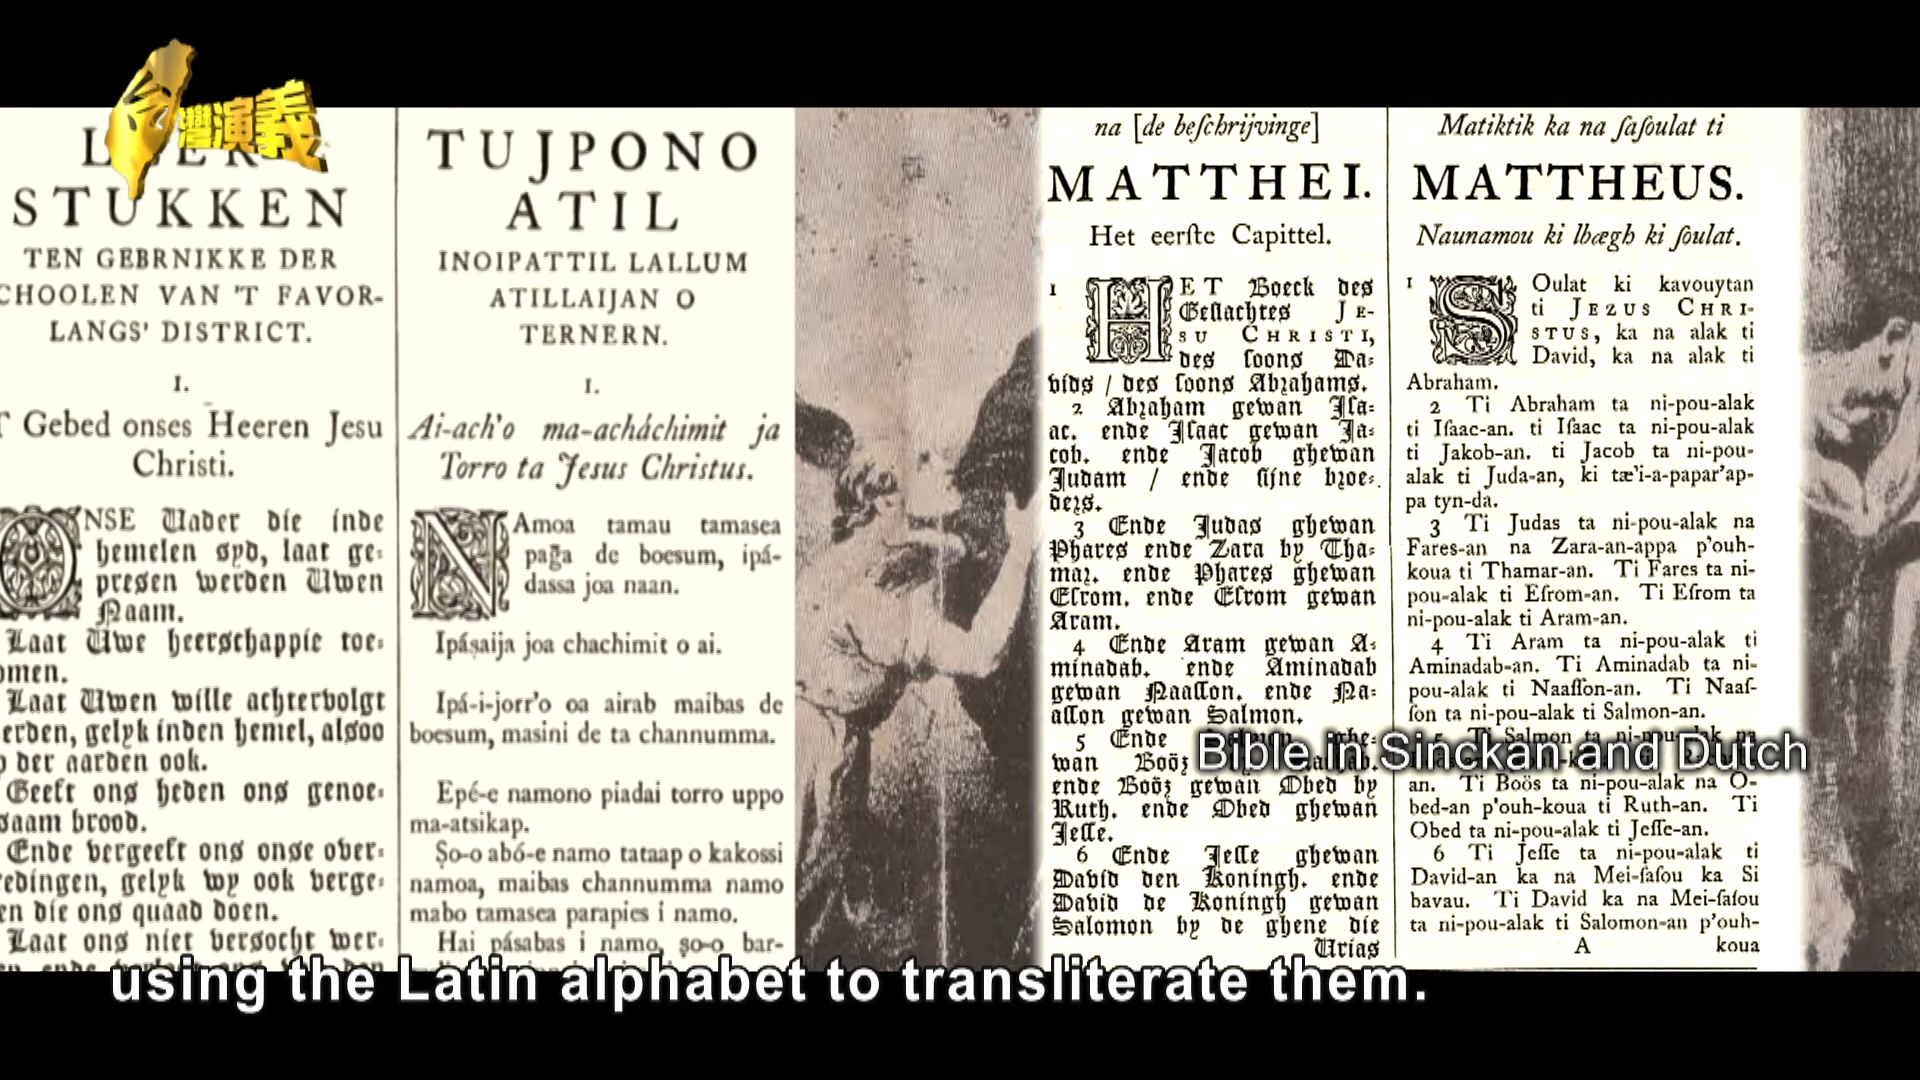 台灣演義
STUKKEN
TEN GEBRNIKKE DER
CHOOLEN VAN 'T FAVOR-
LANGS' DISTRICT.
I.
T Gebed onses Heeren Jesu
Christi.
ONSE Vader die inde
hemelen syd, laat ge-
presen werden Uwen
Naam.
Laat Uwe heerschappie toe-
omen.
Laat Uwen wille achtervolgt
erden, gelyk inden hemel, alsoo
der aarden ook.
Geeft ons heden ons genoe-
saam brood.
Ende vergeeft ons onse over-
redingen, gelyk wy ook verge-
en die ons quaad doen.
Laat ons niet versocht wer-
TUJPONO
ATIL
INOIPATTIL LALLUM
ATILLAIJAN O
TERNERN.
I.
Ai-ach'o ma-acháchimit ja
Torro ta Jesus Christus.
NAmoa tamau tamasea
paga de boesum, ipá-
dassa joa naan.
Ipáṣaija joa chachimit o ai.
Ipá-i-jorr'o oa airab maibas de
boesum, masini de ta channumma.
Epé-e namono piadai torro uppo
ma-atsikap.
Ṣo-o abó-e namo tataap o kakossi
namoa, maibas channumma namo
mabo tamasea parapies i namo.
Hai pásabas i namo, ṣo-o bar-
na [de beſchrijvinge]
MATTHEI.
Het eerſte Capittel.
1 HET Boeck des
Geſlachtes JE-
SU CHRISTI,
des ſoons Da-
vids / des ſoons Abrahams.
2 Abraham gewan Iſa-
ac. ende Iſaac gewan Ja-
cob. ende Jacob ghewan
Judam / ende ſijne broe-
ders.
3 Ende Judas ghewan
Phares ende Zara by Tha-
mar. ende Phares ghewan
Eſrom. ende Eſrom gewan
Aram.
4 Ende Aram gewan A-
minadab. ende Aminadab
gewan Naaſſon. ende Na-
aſſon gewan Salmon.
5 Ende ghe-
wan Boöz
ende Boöz gewan Obed by
Ruth. ende Obed ghewan
Jeſſe.
6 Ende Jeſſe ghewan
David den Koningh. ende
David de Koningh gewan
Salomon by de ghene die
Urias
Matiktik ka na ſaſoulat ti
MATTHEUS.
Naunamou ki lbægh ki ſoulat.
1 SOulat ki kavouytan
ti JEZUS CHRI-
STUS, ka na alak ti
David, ka na alak ti
Abraham.
2 Ti Abraham ta ni-pou-alak
ti Iſaac-an. ti Iſaac ta ni-pou-alak
ti Jakob-an. ti Jacob ta ni-pou-
alak ti Juda-an, ki tæ'i-a-papar'ap-
pa tyn-da.
3 Ti Judas ta ni-pou-alak na
Fares-an na Zara-an-appa p'ouh-
koua ti Thamar-an. Ti Fares ta ni-
pou-alak ti Eſrom-an. Ti Eſrom ta
ni-pou-alak ti Aram-an.
4 Ti Aram ta ni-pou-alak ti
Aminadab-an. Ti Aminadab ta ni-
pou-alak ti Naaſſon-an. Ti Naaſ-
ſon ta ni-pou-alak ti Salmon-an.
5 Ti Salmon ta ni-pou-alak na
an. Ti Boös ta ni-pou-alak na O-
bed-an p'ouh-koua ti Ruth-an. Ti
Obed ta ni-pou-alak ti Jeſſe-an.
6 Ti Jeſſe ta ni-pou-alak ti
David-an ka na Mei-ſaſou ka Si
bavau. Ti David ka na Mei-ſaſou
ta ni-pou-alak ti Salomon-an p'ouh-
A koua
Bible in Sinckan and Dutch
using the Latin alphabet to transliterate them.